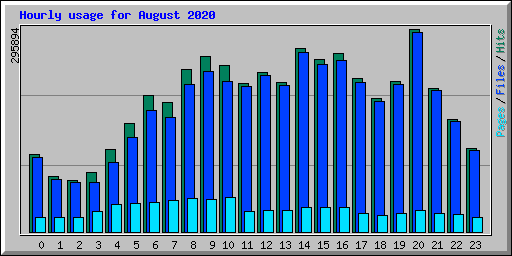 Hourly usage for August 2020
295894
Pages / Files / Hits
0 1 2 3 4 5 6 7 8 9 10 11 12 13 14 15 16 17 18 19 20 21 22 23